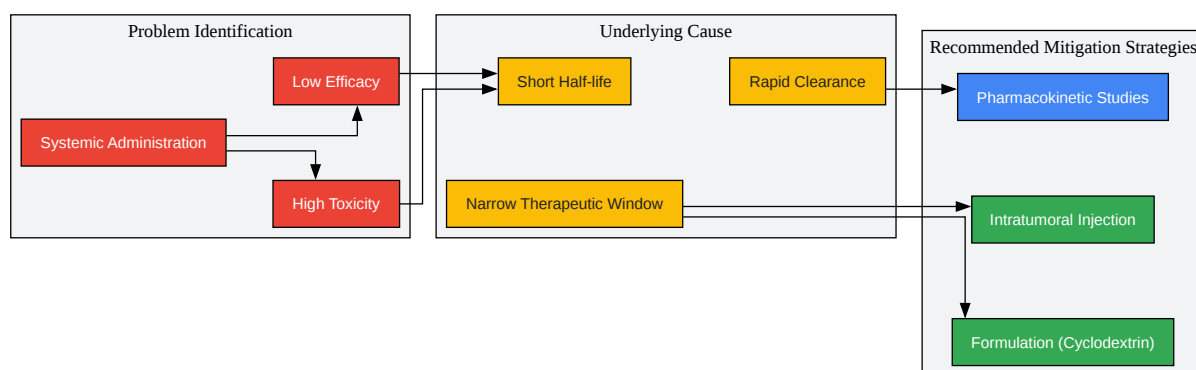 Problem Identification
Low Efficacy
Systemic Administration
High Toxicity
Underlying Cause
Short Half-life
Rapid Clearance
Narrow Therapeutic Window
Recommended Mitigation Strategies
Pharmacokinetic Studies
Intratumoral Injection
Formulation (Cyclodextrin)